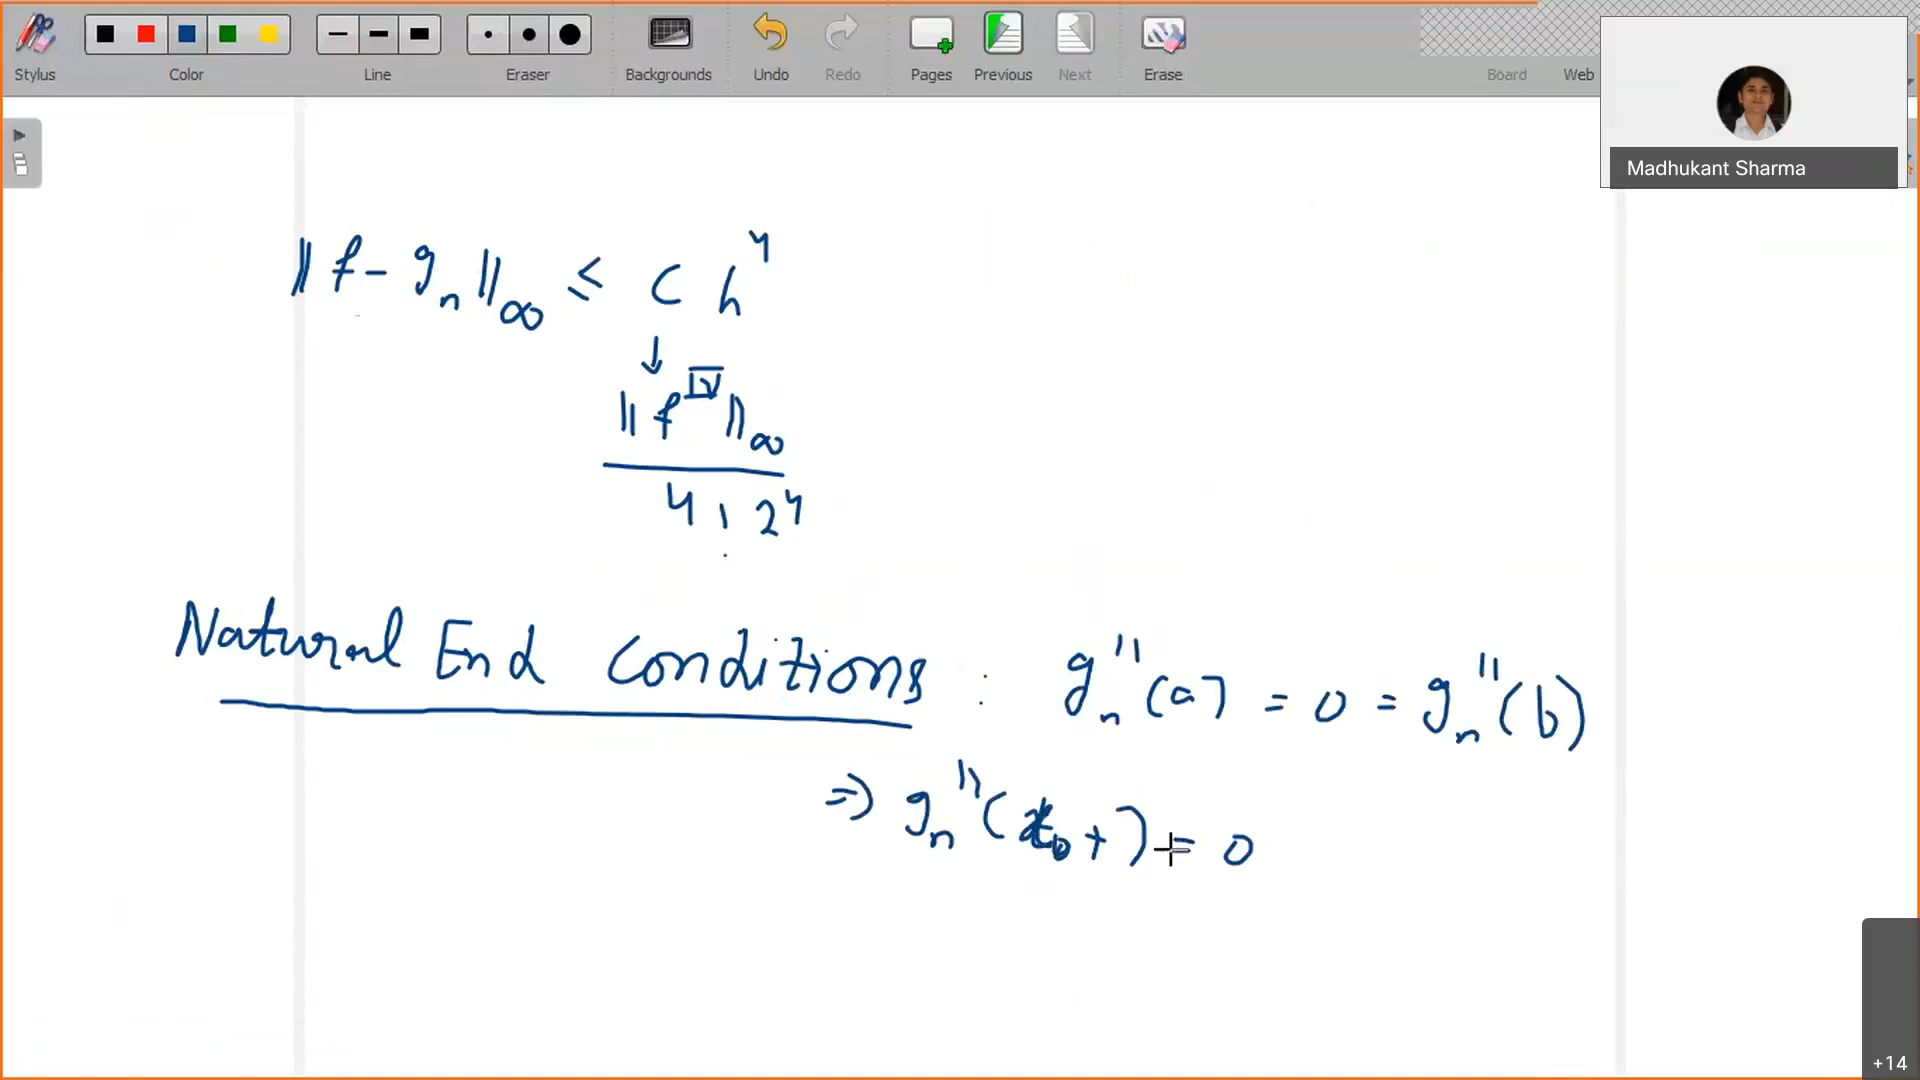 Stylus Color Line Eraser Backgrounds Undo Redo Pages Previous Next Erase Board Web
Madhukant Sharma
‖f - gₙ‖∞ ≤ C h⁴
↓
‖f^IV‖∞
4! 2⁴
Natural End Conditions : gₙ''(a) = 0 = gₙ''(b)
⇒ gₙ''(x₀+) = 0
+14